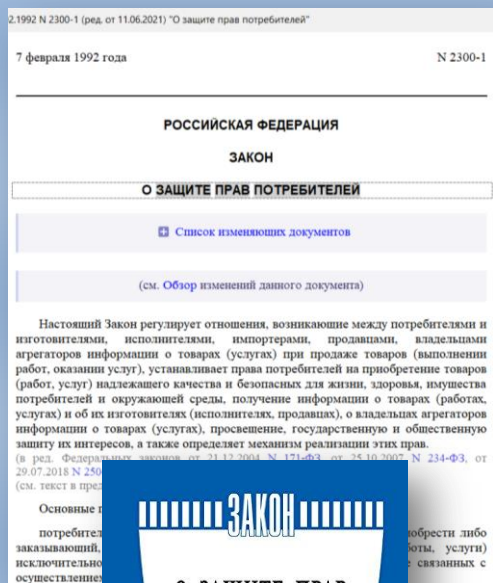 2.1992 N 2300-1 (ред. от 11.06.2021) "О защите прав потребителей"
7 февраля 1992 года N 2300-1
РОССИЙСКАЯ ФЕДЕРАЦИЯ
ЗАКОН
О ЗАЩИТЕ ПРАВ ПОТРЕБИТЕЛЕЙ
Список изменяющих документов
(см. Обзор изменений данного документа)
Настоящий Закон регулирует отношения, возникающие между потребителями и
изготовителями, исполнителями, импортерами, продавцами, владельцами
агрегаторов информации о товарах (услугах) при продаже товаров (выполнении
работ, оказании услуг), устанавливает права потребителей на приобретение товаров
(работ, услуг) надлежащего качества и безопасных для жизни, здоровья, имущества
потребителей и окружающей среды, получение информации о товарах (работах,
услугах) и об их изготовителях (исполнителях, продавцах), о владельцах агрегаторов
информации о товарах (услугах), просвещение, государственную и общественную
защиту их интересов, а также определяет механизм реализации этих прав.
(в ред. Федеральных законов от 21.12.2004 N 171-ФЗ, от 25.10.2007 N 234-ФЗ, от
29.07.2018 N 250
(см. текст в пред
Основные п
потребител обрести либо
заказывающий, боты, услуги)
исключительно связанных с
осуществление
ЗАКОН
О ЗАЩИТЕ ПРАВ